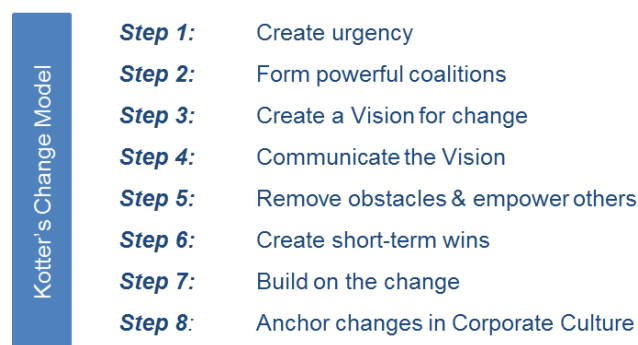 Kotter's Change Model
Step 1: Create urgency
Step 2: Form powerful coalitions
Step 3: Create a Vision for change
Step 4: Communicate the Vision
Step 5: Remove obstacles & empower others
Step 6: Create short-term wins
Step 7: Build on the change
Step 8: Anchor changes in Corporate Culture